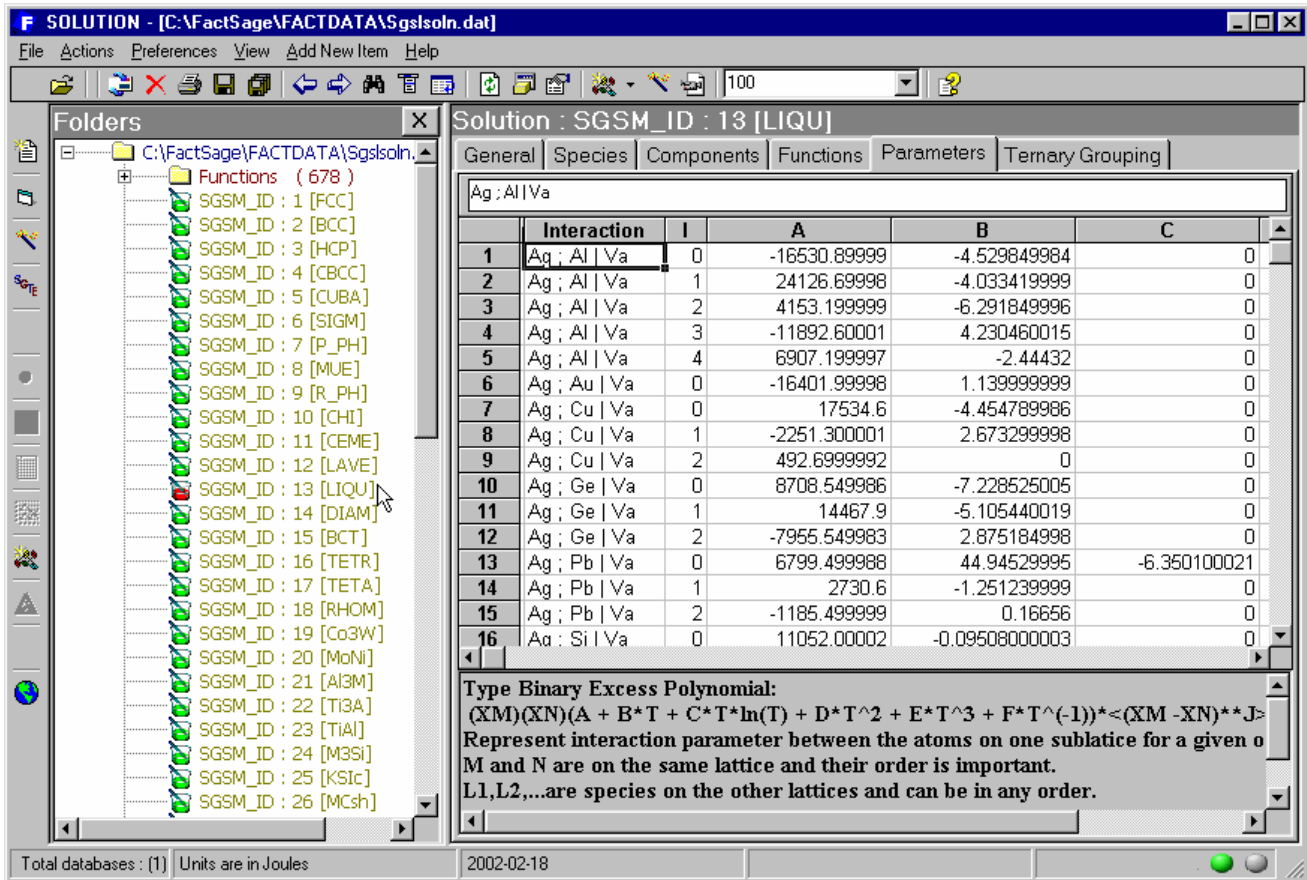 SOLUTION - [C:\FactSage\FACTDATA\Sgslsoln.dat]
File Actions Preferences View Add New Item Help
100
Folders X
C:\FactSage\FACTDATA\Sgslsoln.
Functions ( 678 )
SGSM_ID : 1 [FCC]
SGSM_ID : 2 [BCC]
SGSM_ID : 3 [HCP]
SGSM_ID : 4 [CBCC]
SGSM_ID : 5 [CUBA]
SGSM_ID : 6 [SIGM]
SGSM_ID : 7 [P_PH]
SGSM_ID : 8 [MUE]
SGSM_ID : 9 [R_PH]
SGSM_ID : 10 [CHI]
SGSM_ID : 11 [CEME]
SGSM_ID : 12 [LAVE]
SGSM_ID : 13 [LIQU]
SGSM_ID : 14 [DIAM]
SGSM_ID : 15 [BCT]
SGSM_ID : 16 [TETR]
SGSM_ID : 17 [TETA]
SGSM_ID : 18 [RHOM]
SGSM_ID : 19 [Co3W]
SGSM_ID : 20 [MoNi]
SGSM_ID : 21 [Al3M]
SGSM_ID : 22 [Ti3A]
SGSM_ID : 23 [TiAl]
SGSM_ID : 24 [M3Si]
SGSM_ID : 25 [KSIc]
SGSM_ID : 26 [MCsh]
SGTE
Solution : SGSM_ID : 13 [LIQU]
General Species Components Functions Parameters Ternary Grouping
Ag ; Al | Va
Interaction I A B C
1 Ag ; Al | Va 0 -16530.89999 -4.529849984 0
2 Ag ; Al | Va 1 24126.69998 -4.033419999 0
3 Ag ; Al | Va 2 4153.199999 -6.291849996 0
4 Ag ; Al | Va 3 -11892.60001 4.230460015 0
5 Ag ; Al | Va 4 6907.199997 -2.44432 0
6 Ag ; Au | Va 0 -16401.99998 1.139999999 0
7 Ag ; Cu | Va 0 17534.6 -4.454789986 0
8 Ag ; Cu | Va 1 -2251.300001 2.673299998 0
9 Ag ; Cu | Va 2 492.6999992 0 0
10 Ag ; Ge | Va 0 8708.549986 -7.228525005 0
11 Ag ; Ge | Va 1 14467.9 -5.105440019 0
12 Ag ; Ge | Va 2 -7955.549983 2.875184998 0
13 Ag ; Pb | Va 0 6799.499988 44.94529995 -6.350100021
14 Ag ; Pb | Va 1 2730.6 -1.251239999 0
15 Ag ; Pb | Va 2 -1185.499999 0.16656 0
16 Ag ; Si | Va 0 11052.00002 -0.09508000003 0
Type Binary Excess Polynomial:
(XM)(XN)(A + B*T + C*T*ln(T) + D*T^2 + E*T^3 + F*T^(-1))*<(XM -XN)**J>
Represent interaction parameter between the atoms on one sublatice for a given o
M and N are on the same lattice and their order is important.
L1,L2,...are species on the other lattices and can be in any order.
Total databases : (1) Units are in Joules 2002-02-18